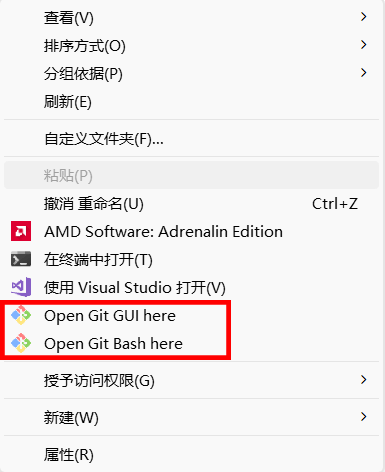 查看(V)
排序方式(O)
分组依据(P)
刷新(E)
自定义文件夹(F)...
粘贴(P)
撤消 重命名(U) Ctrl+Z
AMD Software: Adrenalin Edition
在终端中打开(T)
使用 Visual Studio 打开(V)
Open Git GUI here
Open Git Bash here
授予访问权限(G)
新建(W)
属性(R)